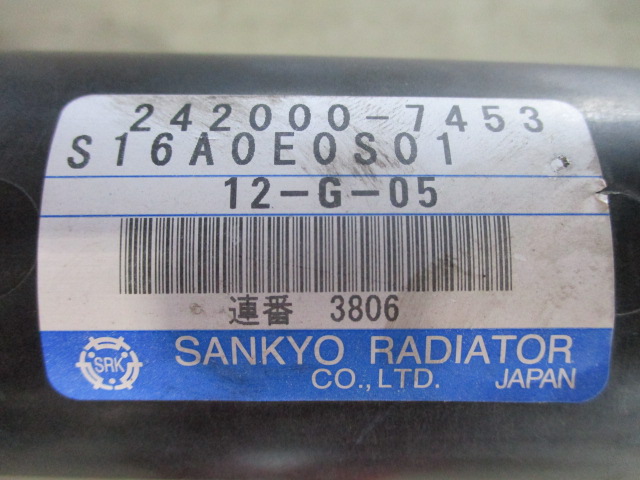 242000-7453
S16A0E0S01
12-G-05
連番 3806
SRK
SANKYO RADIATOR
CO.,LTD. JAPAN